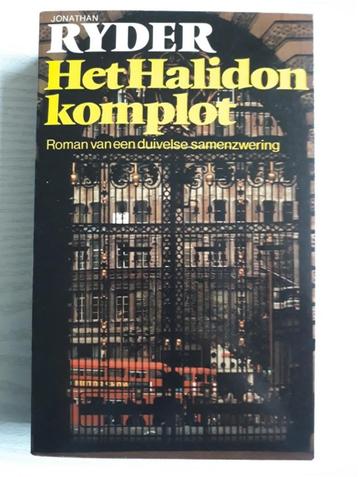 JONATHAN
RYDER
Het Halidon
komplot
Roman van een duivelse samenzwering